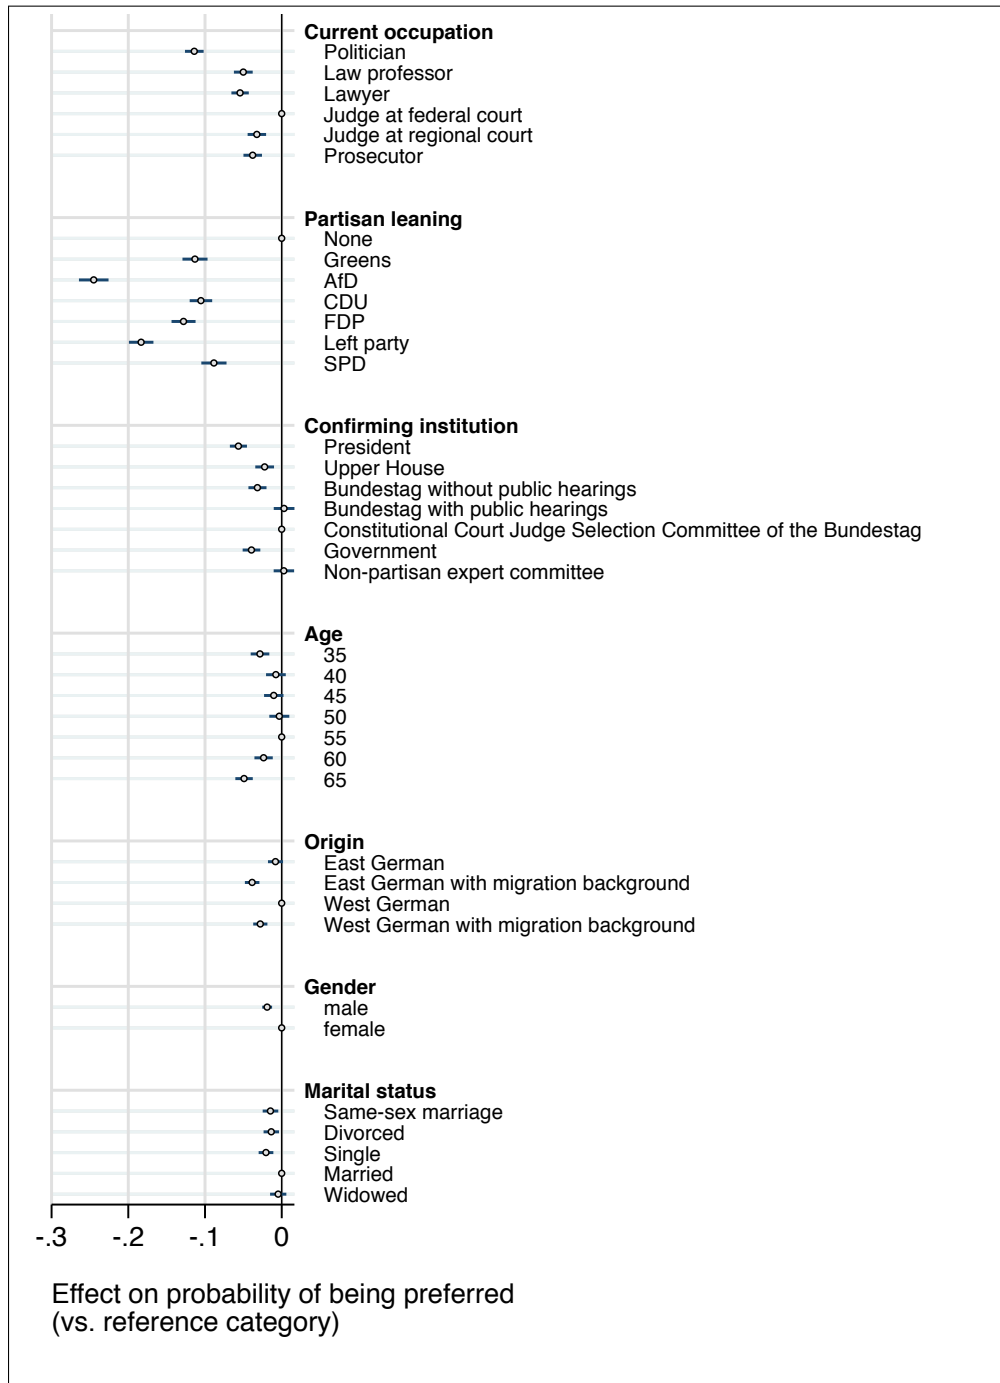 Current occupation
Politician
Law professor
Lawyer
Judge at federal court
Judge at regional court
Prosecutor
Partisan leaning
None
Greens
AfD
CDU
FDP
Left party
SPD
Confirming institution
President
Upper House
Bundestag without public hearings
Bundestag with public hearings
Constitutional Court Judge Selection Committee of the Bundestag
Government
Non-partisan expert committee
Age
35
40
45
50
55
60
65
Origin
East German
East German with migration background
West German
West German with migration background
Gender
male
female
Marital status
Same-sex marriage
Divorced
Single
Married
Widowed
-.3 -.2 -.1 0
Effect on probability of being preferred
(vs. reference category)